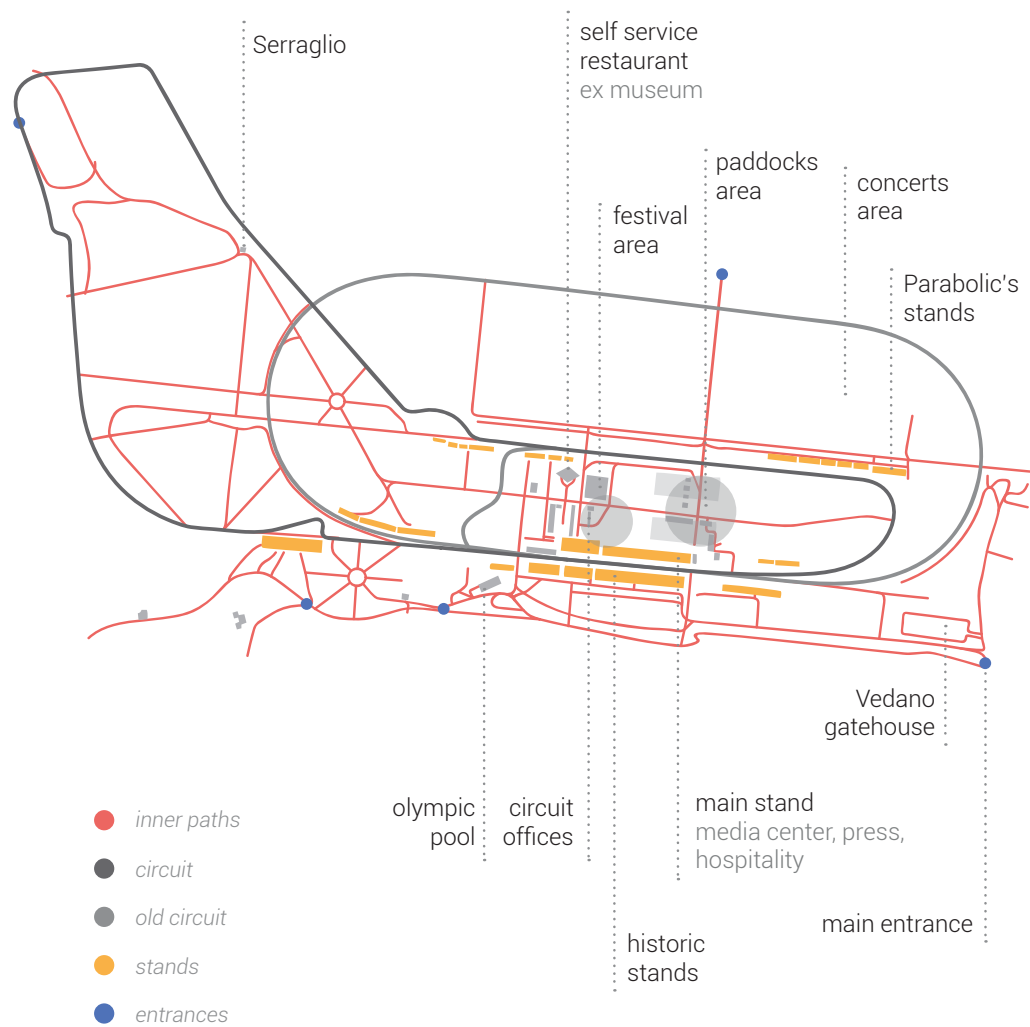 Serraglio
self service
restaurant
ex museum
paddocks
area
concerts
area
festival
area
Parabolic's
stands
Vedano
gatehouse
olympic
pool
circuit
offices
main stand
media center, press,
hospitality
main entrance
historic
stands
inner paths
circuit
old circuit
stands
entrances